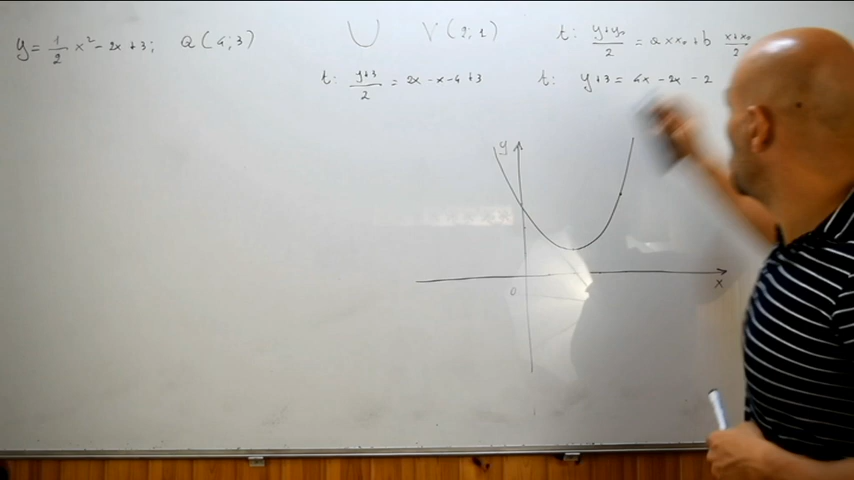 y = 1/2 x² - 2x + 3 ; Q ( 4 ; 3 ) V ( 2 ; 1 ) t : (y + y₀)/2 = a x x₀ + b (x + x₀)/2
t : (y + 3)/2 = 2x - x - 4 + 3 t : y + 3 = 4x - 2x - 2
y
0 x